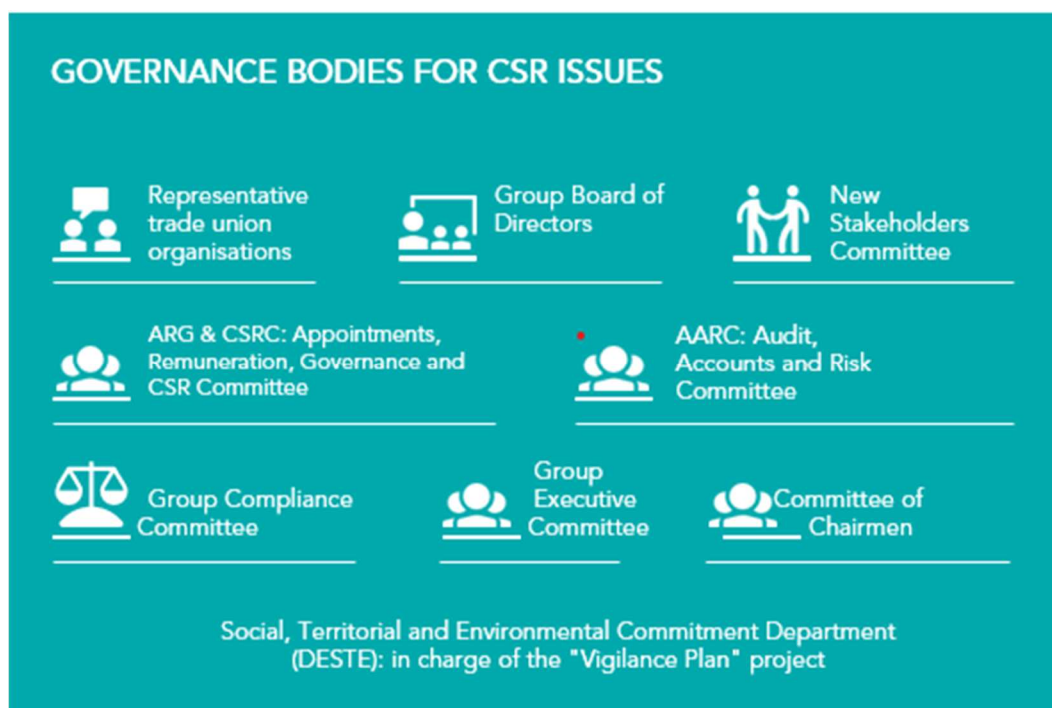 GOVERNANCE BODIES FOR CSR ISSUES
Representative
trade union
organisations
Group Board of
Directors
New
Stakeholders
Committee
ARG & CSRC: Appointments,
Remuneration, Governance and
CSR Committee
AARC: Audit,
Accounts and Risk
Committee
Group Compliance
Committee
Group
Executive
Committee
Committee of
Chairmen
Social, Territorial and Environmental Commitment Department
(DESTE): in charge of the "Vigilance Plan" project